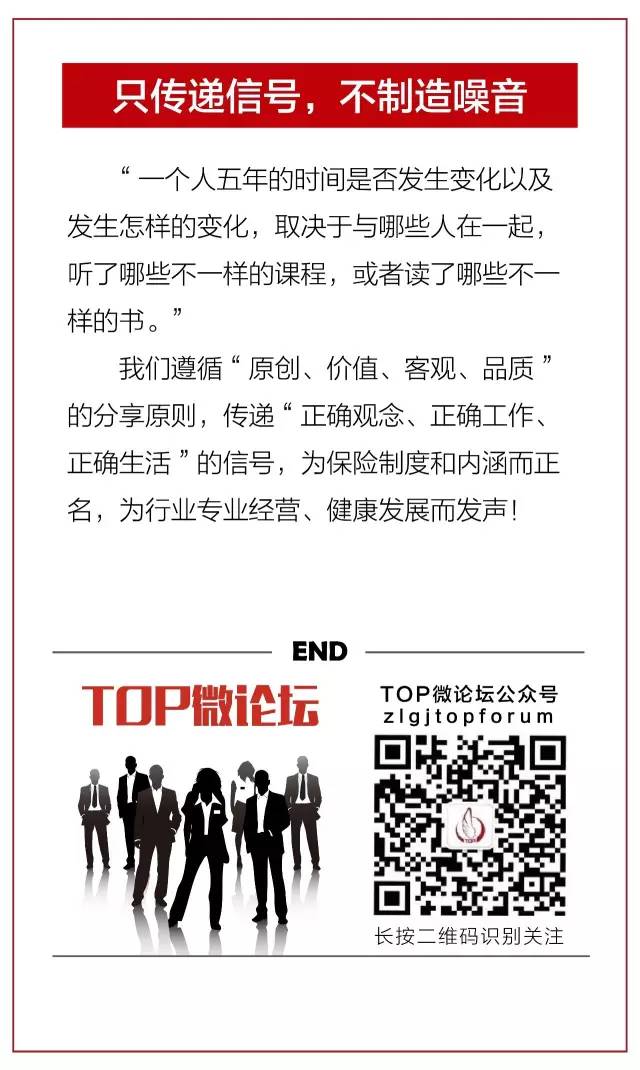 只传递信号，不制造噪音
“一个人五年的时间是否发生变化以及
发生怎样的变化，取决于与哪些人在一起，
听了哪些不一样的课程，或者读了哪些不一
样的书。”
我们遵循“原创、价值、客观、品质”
的分享原则，传递“正确观念、正确工作、
正确生活”的信号，为保险制度和内涵而正
名，为行业专业经营、健康发展而发声！
END
TOP微论坛
TOP微论坛公众号
zlgjtopforum
TOP
长按二维码识别关注